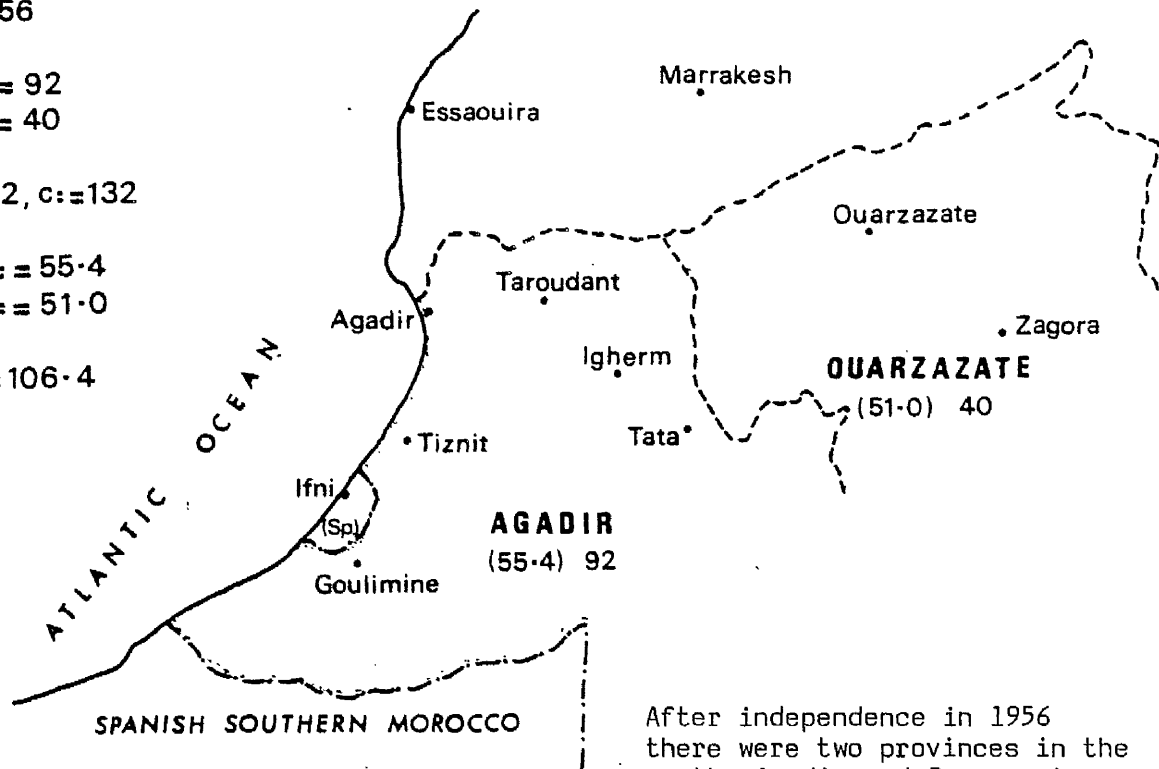 56
= 92
= 40
2, c:=132
: = 55·4
= 51·0
106·4
Marrakesh
Essaouira
Ouarzazate
Taroudant
Agadir
Zagora
Igherm
OUARZAZATE
(51·0) 40
Tata
Tiznit
ATLANTIC OCEAN
Ifni
(Sp)
AGADIR
(55·4) 92
Goulimine
SPANISH SOUTHERN MOROCCO
After independence in 1956
there were two provinces in the